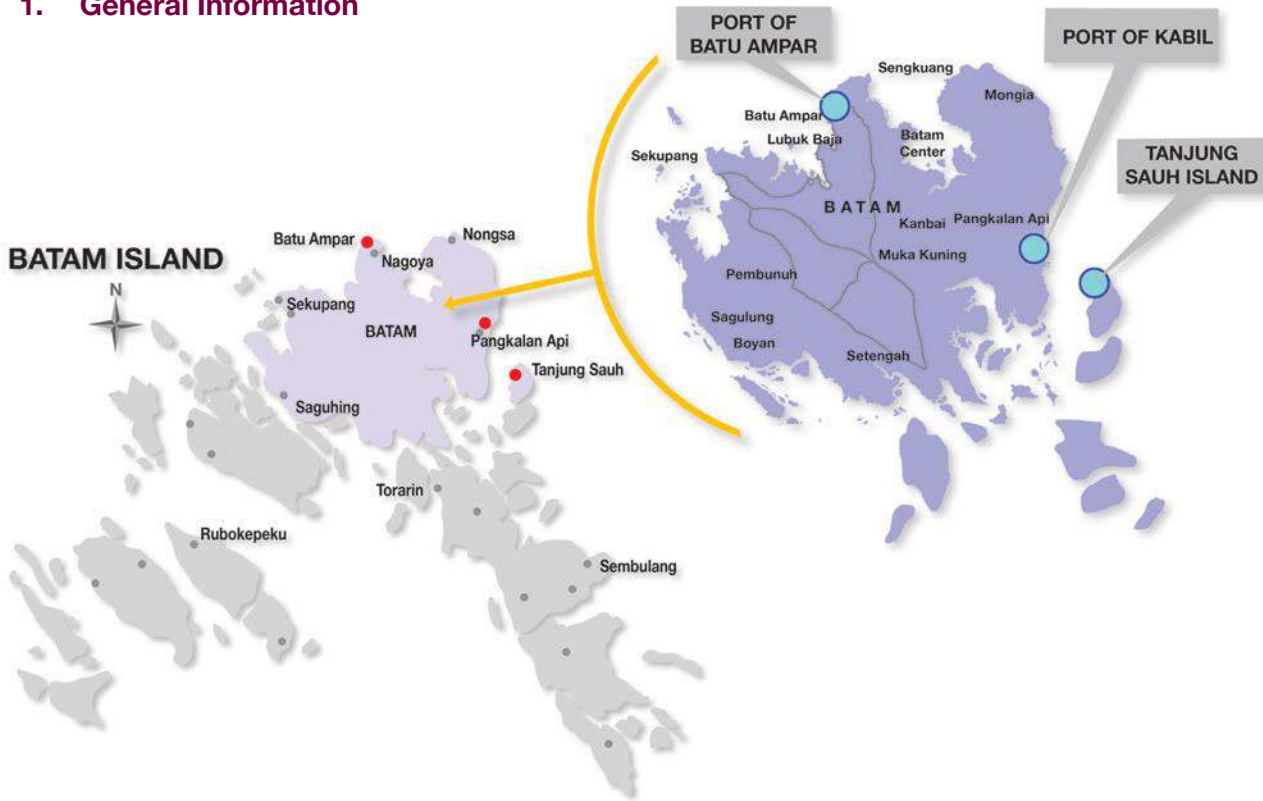 1. General Information
PORT OF
BATU AMPAR
PORT OF KABIL
TANJUNG
SAUH ISLAND
Sengkuang
Mongia
Batu Ampar
Lubuk Baja
Batam
Center
Sekupang
BATAM
Kanbai
Pangkalan Api
Muka Kuning
Pembunuh
Sagulung
Boyan
Setengah
BATAM ISLAND
N
Batu Ampar
Nongsa
Nagoya
Sekupang
BATAM
Pangkalan Api
Tanjung Sauh
Saguhing
Torarin
Rubokepeku
Sembulang